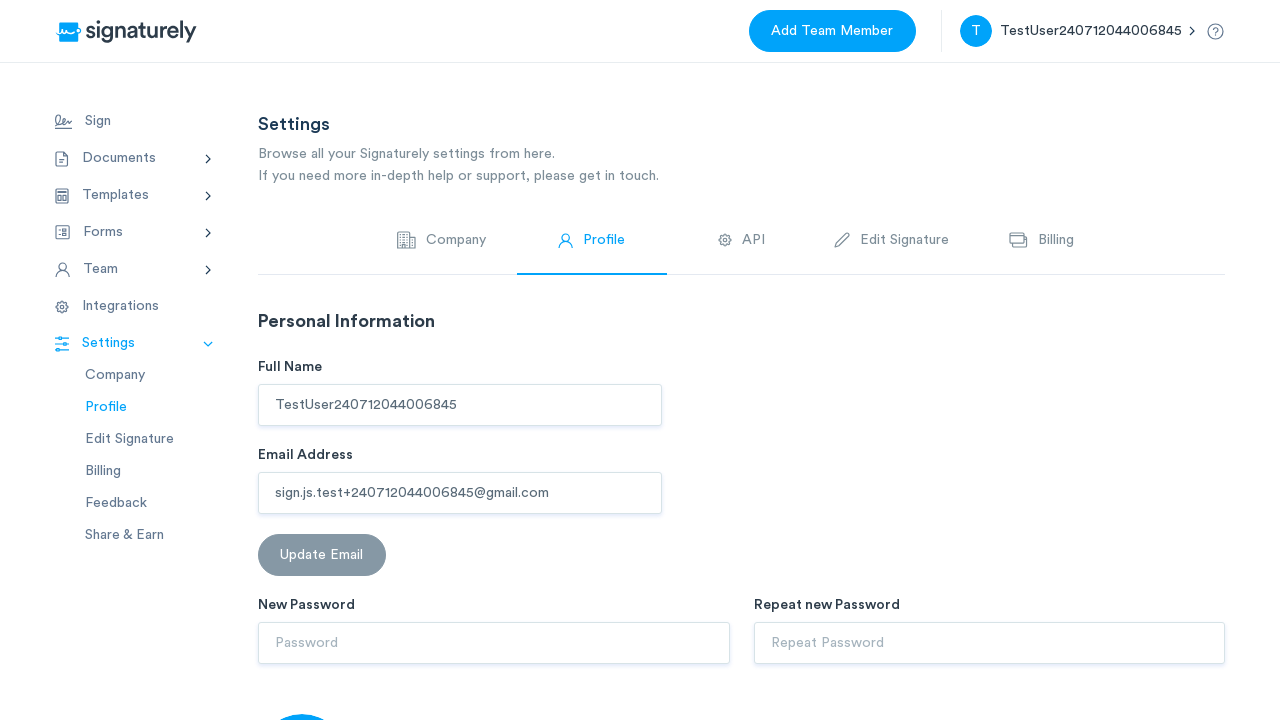 signaturely
Add Team Member
T
TestUser240712044006845
Sign
Documents
Templates
Forms
Team
Integrations
Settings
Company
Profile
Edit Signature
Billing
Feedback
Share & Earn
Settings
Browse all your Signaturely settings from here.
If you need more in-depth help or support, please get in touch.
Company
Profile
API
Edit Signature
Billing
Personal Information
Full Name
TestUser240712044006845
Email Address
sign.js.test+240712044006845@gmail.com
Update Email
New Password
Repeat new Password
Password
Repeat Password